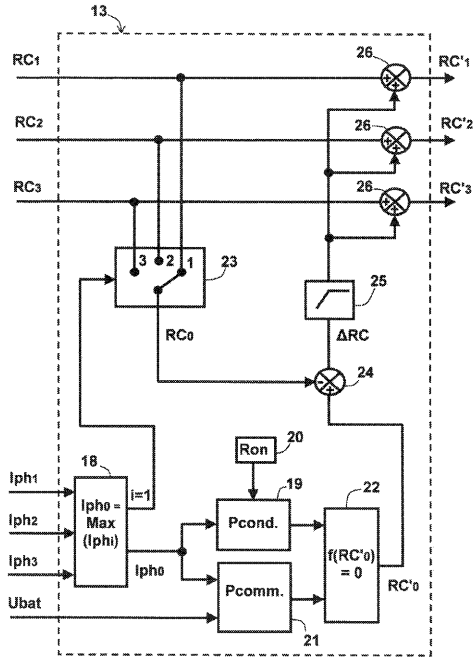 13
RC1
26
RC'1
RC2
26
RC'2
RC3
26
RC'3
3 2 1
23
RC0
25
ΔRC
24
-
+
20
Ron
18
19
22
Iph1
Iph2
Iph3
Iph0 =
Max
(Iphi)
i=1
Iph0
Pcond.
f(RC'0)
= 0
RC'0
Pcomm.
Ubat
21